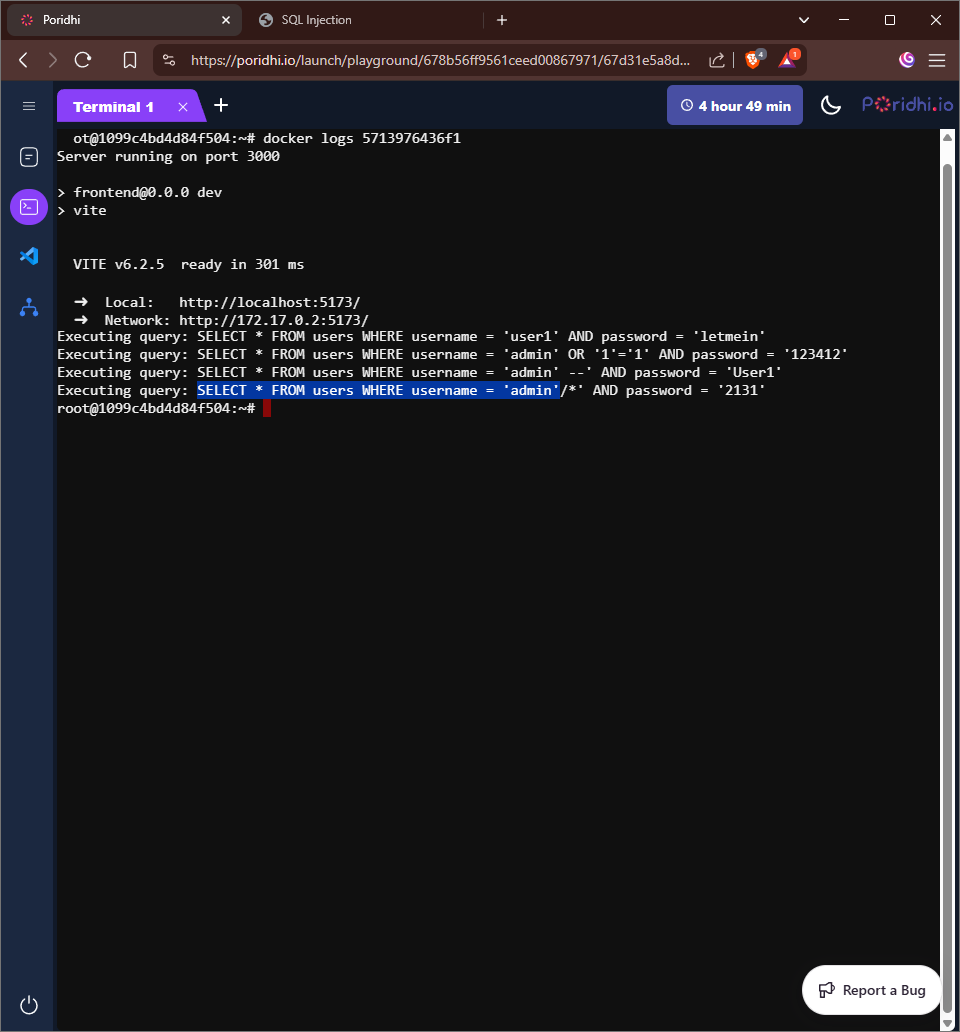 Poridhi
SQL Injection
https://poridhi.io/launch/playground/678b56ff9561ceed00867971/67d31e5a8d...
4
1
Terminal 1
4 hour 49 min
Poridhi.io
ot@1099c4bd4d84f504:~# docker logs 5713976436f1
Server running on port 3000
> frontend@0.0.0 dev
> vite
VITE v6.2.5  ready in 301 ms
➜  Local:   http://localhost:5173/
➜  Network: http://172.17.0.2:5173/
Executing query: SELECT * FROM users WHERE username = 'user1' AND password = 'letmein'
Executing query: SELECT * FROM users WHERE username = 'admin' OR '1'='1' AND password = '123412'
Executing query: SELECT * FROM users WHERE username = 'admin' --' AND password = 'User1'
Executing query: SELECT * FROM users WHERE username = 'admin'/*' AND password = '2131'
root@1099c4bd4d84f504:~#
Report a Bug